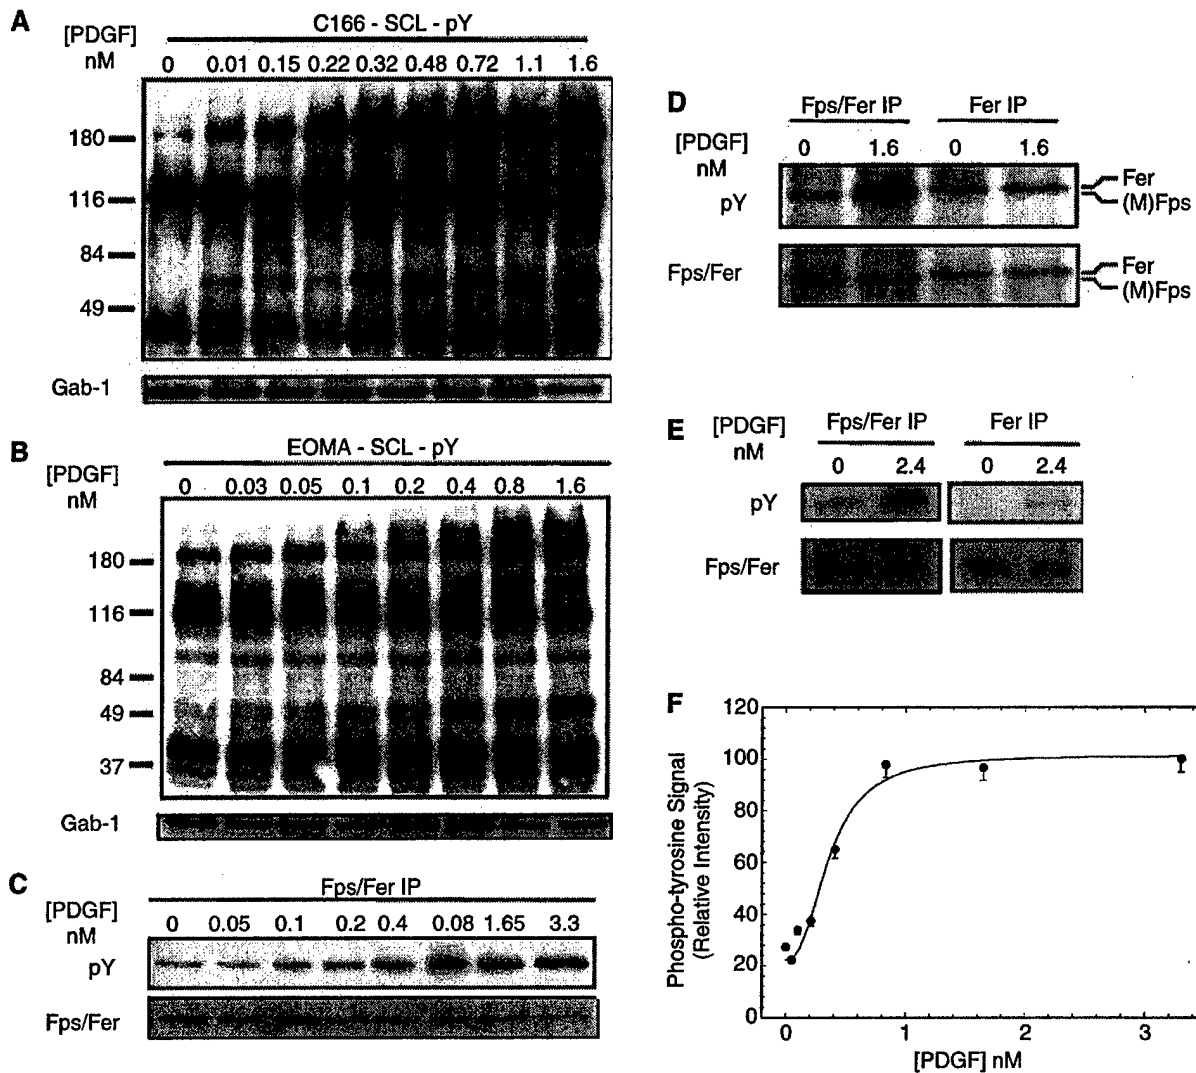 A
C166 - SCL - pY
[PDGF]
nM
0 0.01 0.15 0.22 0.32 0.48 0.72 1.1 1.6
180
116
84
49
Gab-1
B
EOMA - SCL - pY
[PDGF]
nM
0 0.03 0.05 0.1 0.2 0.4 0.8 1.6
180
116
84
49
37
Gab-1
C
Fps/Fer IP
[PDGF]
nM
0 0.05 0.1 0.2 0.4 0.08 1.65 3.3
pY
Fps/Fer
D
Fps/Fer IP Fer IP
[PDGF]
nM
0 1.6 0 1.6
pY
Fer
(M)Fps
Fps/Fer
Fer
(M)Fps
E
[PDGF]
nM
Fps/Fer IP Fer IP
0 2.4 0 2.4
pY
Fps/Fer
F
Phospho-tyrosine Signal
(Relative Intensity)
120
100
80
60
40
20
0
0 1 2 3
[PDGF] nM